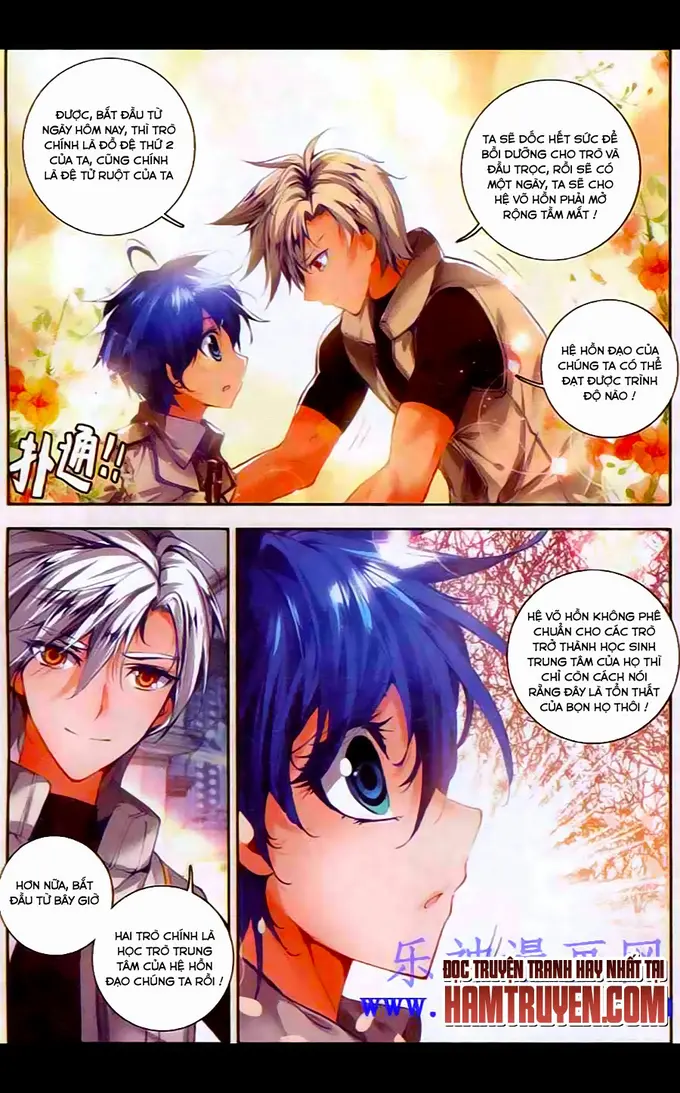 ĐƯỢC, BẮT ĐẦU TỪ
NGÀY HÔM NAY, THÌ TRÒ
CHÍNH LÀ ĐỒ ĐỆ THỨ 2
CỦA TA, CŨNG CHÍNH
LÀ ĐỆ TỬ RUỘT CỦA TA
TA SẼ DỐC HẾT SỨC ĐỂ
BỒI DƯỠNG CHO TRÒ VÀ
ĐẦU TRỌC, RỒI SẼ CÓ
MỘT NGÀY, TA SẼ CHO
HỆ VÕ HỒN PHẢI MỞ
RỘNG TẦM MẮT !
HỆ HỒN ĐẠO CỦA
CHÚNG TA CÓ THỂ
ĐẠT ĐƯỢC TRÌNH
ĐỘ NÀO !
扑通!!
HỆ VÕ HỒN KHÔNG PHÊ
CHUẨN CHO CÁC TRÒ
TRỞ THÀNH HỌC SINH
TRUNG TÂM CỦA HỌ THÌ
CHỈ CÒN CÁCH NÓI
RẰNG ĐÂY LÀ TỔN THẤT
CỦA BỌN HỌ THÔI !
HƠN NỮA, BẮT
ĐẦU TỪ BÂY GIỜ
HAI TRÒ CHÍNH LÀ
HỌC TRÒ TRUNG
TÂM CỦA HỆ HỒN
ĐẠO CHÚNG TA RỒI !
乐神漫画网
ĐỌC TRUYỆN TRANH HAY NHẤT TẠI
www.
HAMTRUYEN.COM